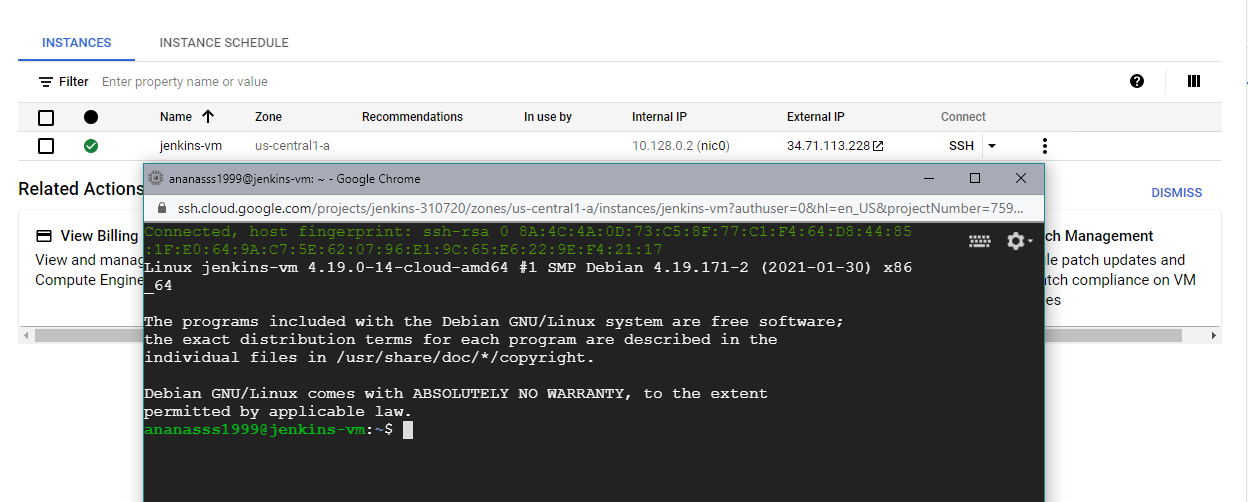 INSTANCES INSTANCE SCHEDULE
Filter Enter property name or value
Name Zone Recommendations In use by Internal IP External IP Connect
jenkins-vm us-central1-a 10.128.0.2 (nic0) 34.71.113.228 SSH
Related Actions
DISMISS
View Billing
View and manag
Compute Engine
ananasss1999@jenkins-vm: ~ - Google Chrome
ssh.cloud.google.com/projects/jenkins-310720/zones/us-central1-a/instances/jenkins-vm?authuser=0&hl=en_US&projectNumber=759...
Connected, host fingerprint: ssh-rsa 0 8A:4C:4A:0D:73:C5:8F:77:C1:F4:64:D8:44:85
:1F:E0:64:9A:C7:5E:62:07:96:E1:9C:65:E6:22:9E:F4:21:17
Linux jenkins-vm 4.19.0-14-cloud-amd64 #1 SMP Debian 4.19.171-2 (2021-01-30) x86
_64
The programs included with the Debian GNU/Linux system are free software;
the exact distribution terms for each program are described in the
individual files in /usr/share/doc/*/copyright.
Debian GNU/Linux comes with ABSOLUTELY NO WARRANTY, to the extent
permitted by applicable law.
ananasss1999@jenkins-vm:~$
ch Management
le patch updates and
tch compliance on VM
es